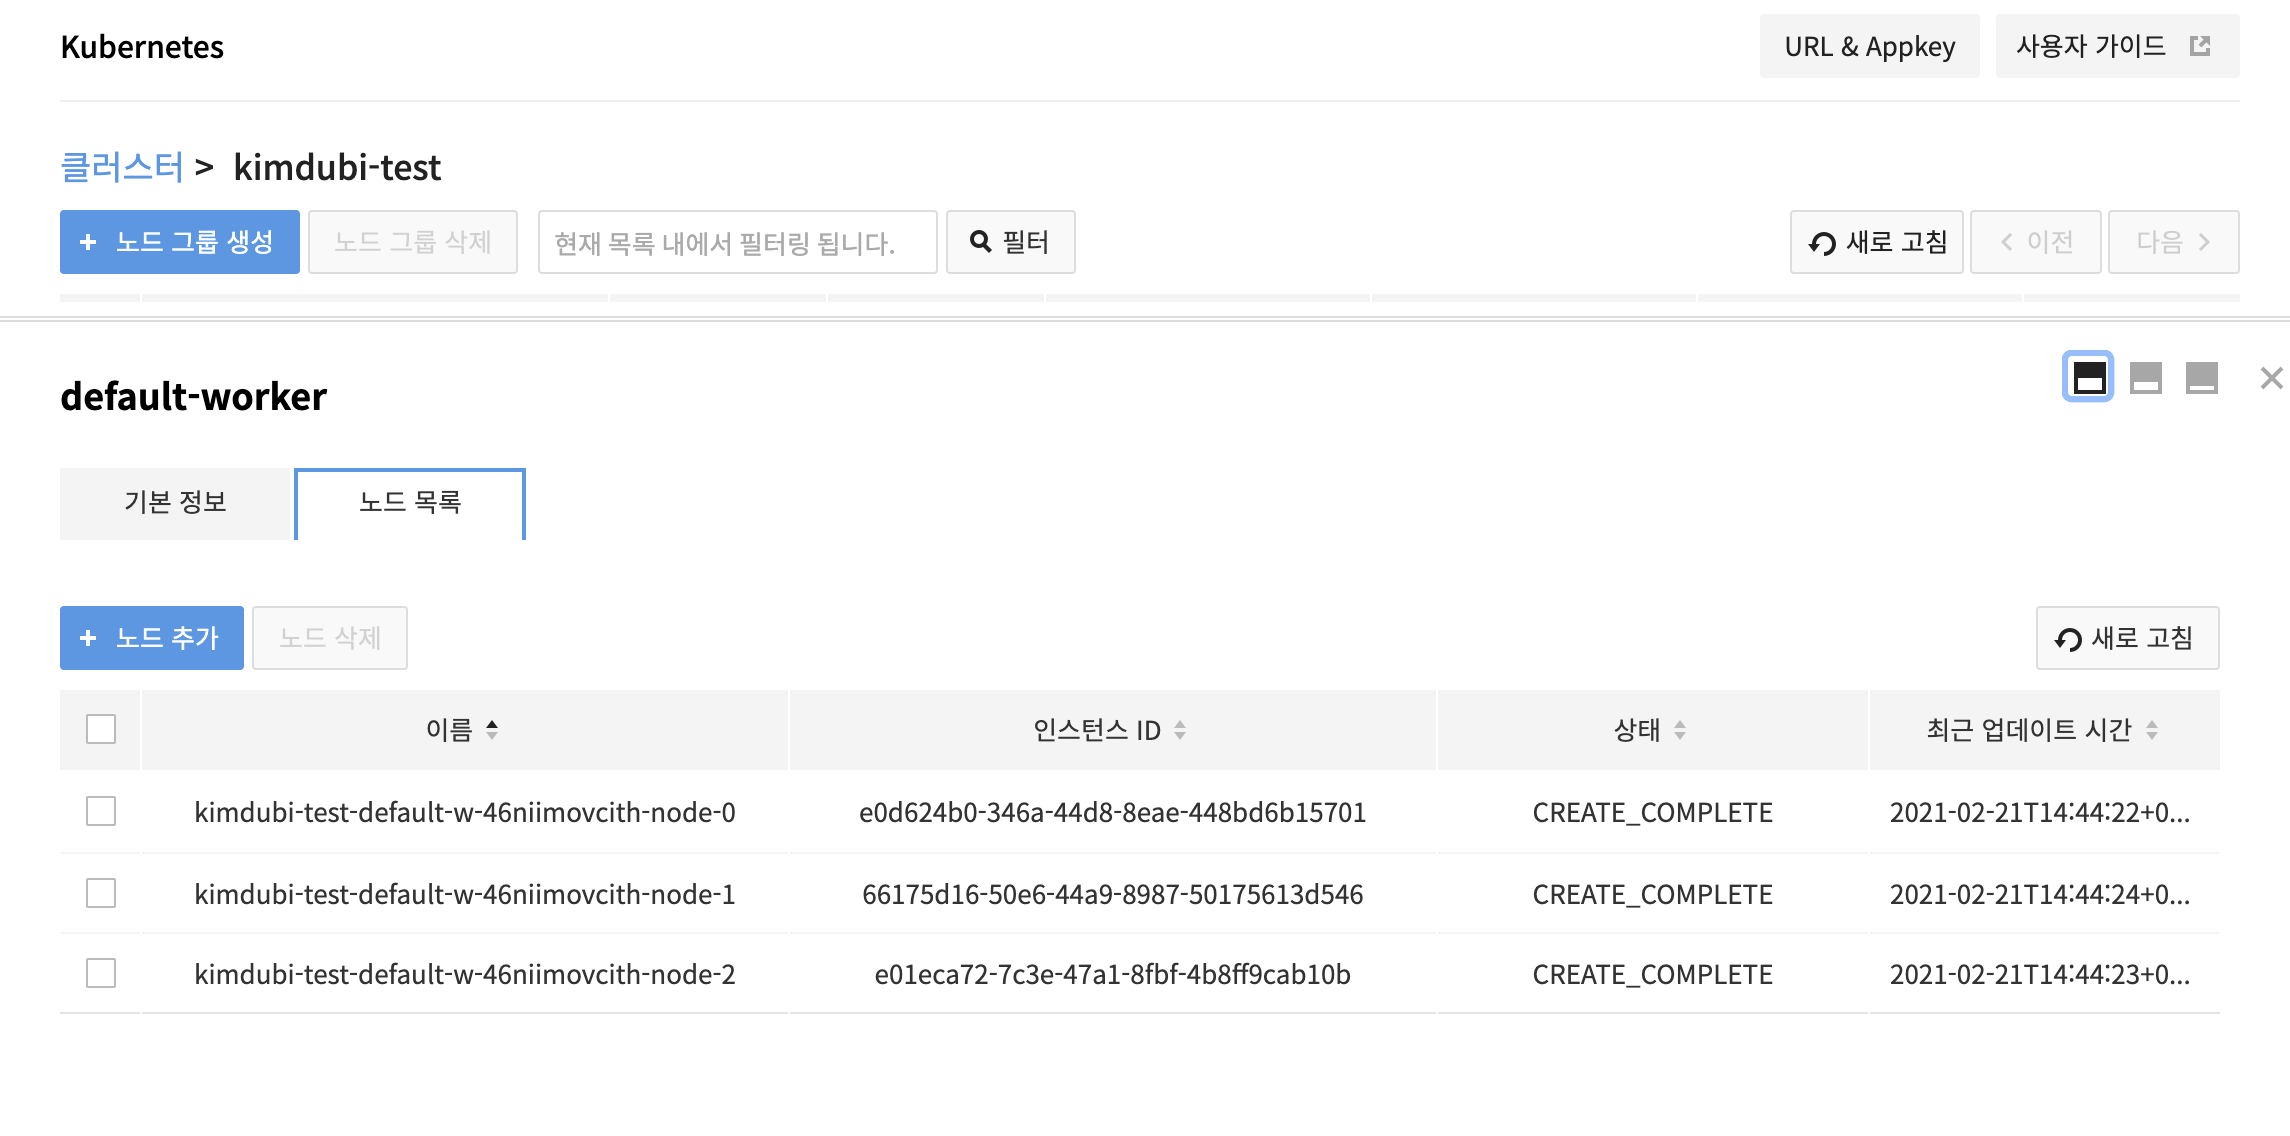 Kubernetes
URL & Appkey
사용자 가이드
클러스터 > kimdubi-test
+ 노드 그룹 생성
노드 그룹 삭제
현재 목록 내에서 필터링 됩니다.
필터
새로 고침
< 이전
다음 >
default-worker
기본 정보
노드 목록
+ 노드 추가
노드 삭제
새로 고침
이름 인스턴스 ID 상태 최근 업데이트 시간
kimdubi-test-default-w-46niimovcith-node-0 e0d624b0-346a-44d8-8eae-448bd6b15701 CREATE_COMPLETE 2021-02-21T14:44:22+0...
kimdubi-test-default-w-46niimovcith-node-1 66175d16-50e6-44a9-8987-50175613d546 CREATE_COMPLETE 2021-02-21T14:44:24+0...
kimdubi-test-default-w-46niimovcith-node-2 e01eca72-7c3e-47a1-8fbf-4b8ff9cab10b CREATE_COMPLETE 2021-02-21T14:44:23+0...